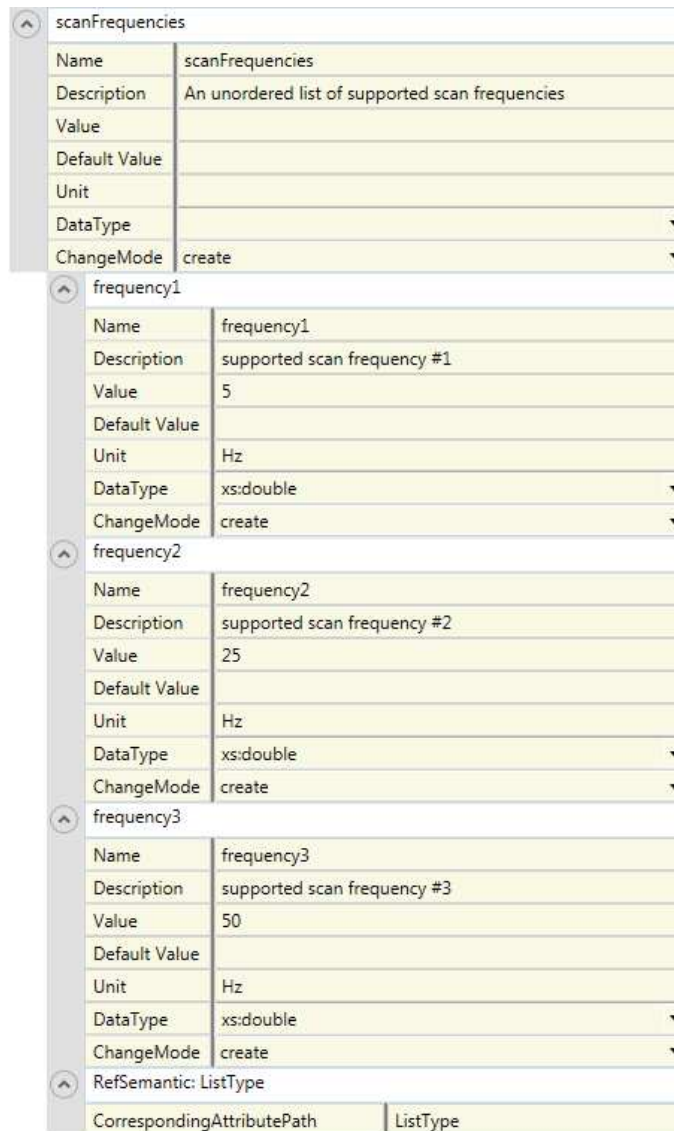 scanFrequencies
Name scanFrequencies
Description An unordered list of supported scan frequencies
Value
Default Value
Unit
DataType
ChangeMode create
frequency1
Name frequency1
Description supported scan frequency #1
Value 5
Default Value
Unit Hz
DataType xs:double
ChangeMode create
frequency2
Name frequency2
Description supported scan frequency #2
Value 25
Default Value
Unit Hz
DataType xs:double
ChangeMode create
frequency3
Name frequency3
Description supported scan frequency #3
Value 50
Default Value
Unit Hz
DataType xs:double
ChangeMode create
RefSemantic: ListType
CorrespondingAttributePath ListType